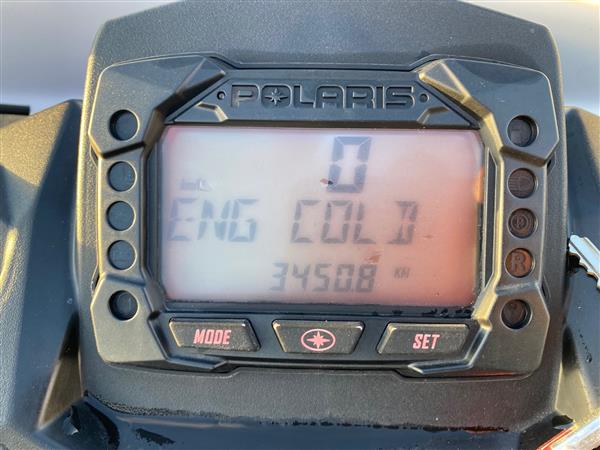 POLARIS
0
ENG COLD
3450.8 KM
R
MODE
SET